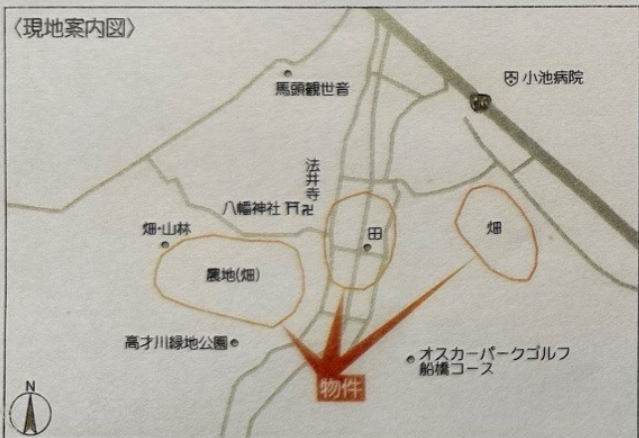 〈現地案内図〉
小池病院
馬頭観世音
法井寺
八幡神社
畑・山林
田
畑
農地(畑)
高才川緑地公園
オスカーパークゴルフ
船橋コース
物件
N